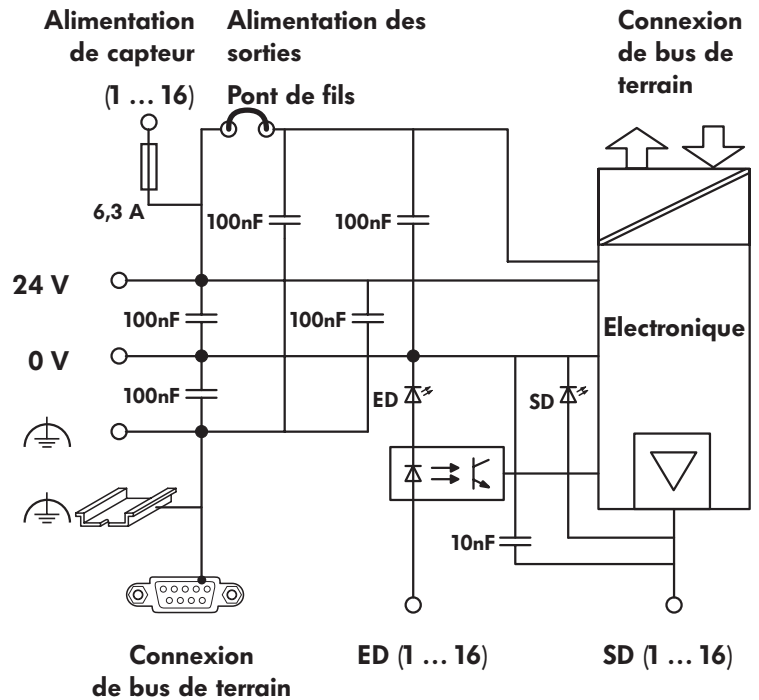 Alimentation
de capteur
(1 ... 16)
Alimentation des
sorties
Pont de fils
Connexion
de bus de
terrain
6,3 A
100nF
100nF
24 V
100nF
100nF
Electronique
0 V
100nF
ED
SD
10nF
Connexion
de bus de terrain
ED (1 ... 16)
SD (1 ... 16)